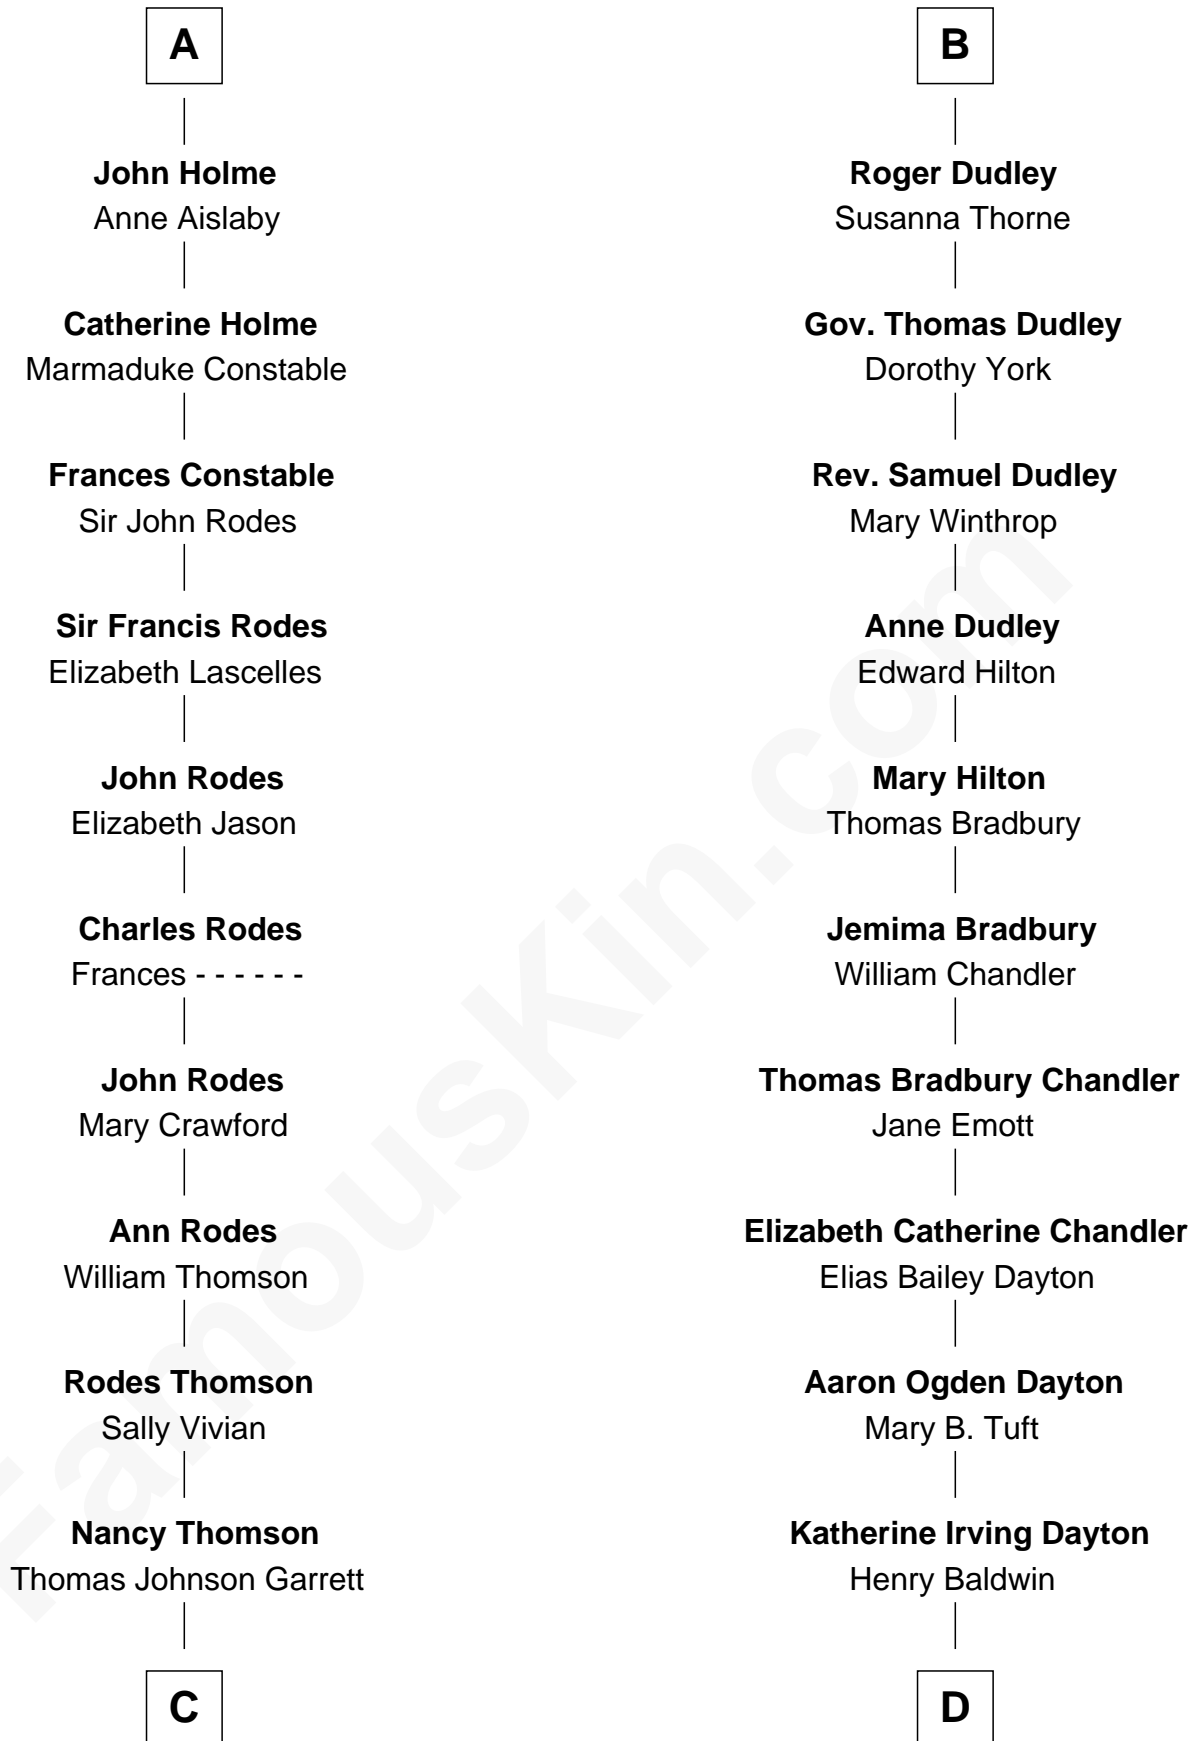 A
John Holme
Anne Aislaby
Catherine Holme
Marmaduke Constable
Frances Constable
Sir John Rodes
Sir Francis Rodes
Elizabeth Lascelles
John Rodes
Elizabeth Jason
Charles Rodes
Frances - - - - - -
John Rodes
Mary Crawford
Ann Rodes
William Thomson
Rodes Thomson
Sally Vivian
Nancy Thomson
Thomas Johnson Garrett
C
B
Roger Dudley
Susanna Thorne
Gov. Thomas Dudley
Dorothy York
Rev. Samuel Dudley
Mary Winthrop
Anne Dudley
Edward Hilton
Mary Hilton
Thomas Bradbury
Jemima Bradbury
William Chandler
Thomas Bradbury Chandler
Jane Emott
Elizabeth Catherine Chandler
Elias Bailey Dayton
Aaron Ogden Dayton
Mary B. Tuft
Katherine Irving Dayton
Henry Baldwin
D
FamousKin.com